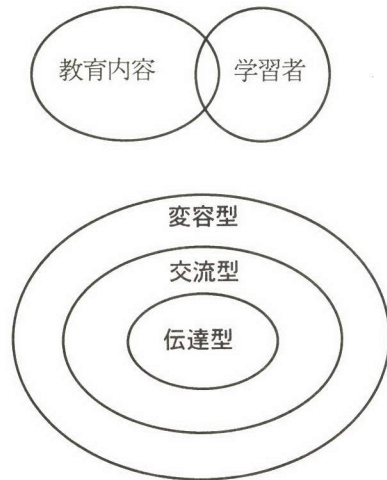 教育内容
学習者
変容型
交流型
伝達型